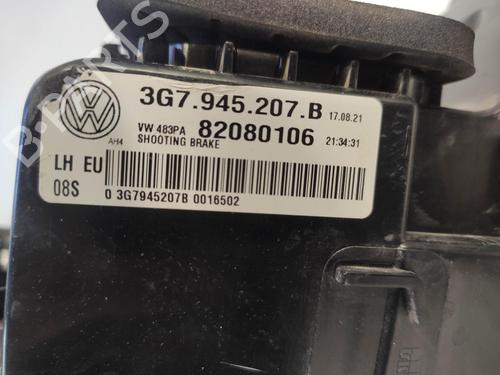 3G7.945.207.B 17.08.21
VW 483PA 82080106 21:34:31
AH4 SHOOTING BRAKE
LH EU
08S 0 3G7945207B 0016502
B-PARTS